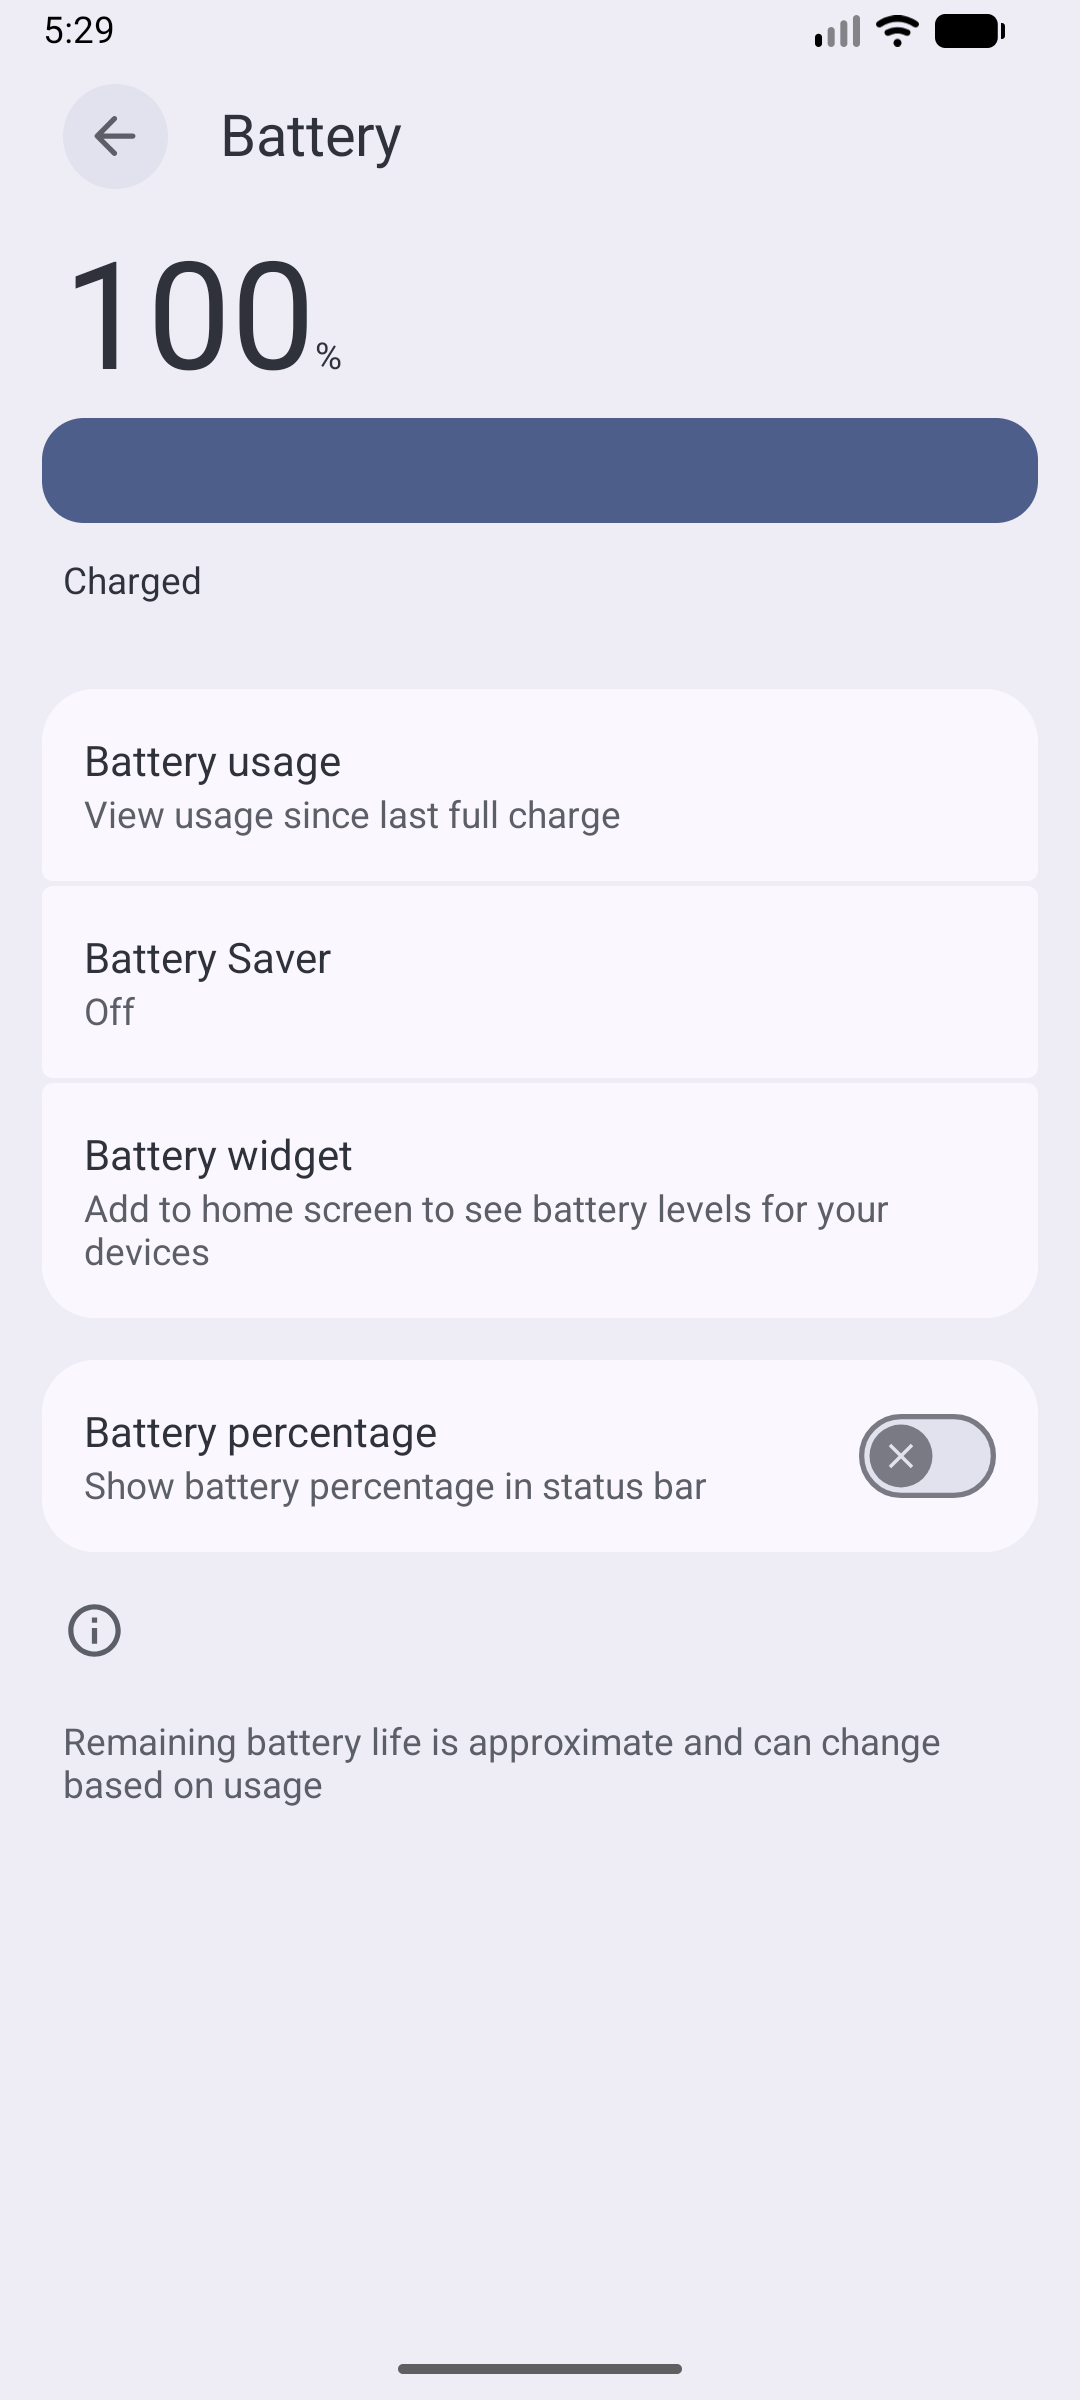 5:29
Battery
100%
Charged
Battery usage
View usage since last full charge
Battery Saver
Off
Battery widget
Add to home screen to see battery levels for your
devices
Battery percentage
Show battery percentage in status bar
Remaining battery life is approximate and can change
based on usage